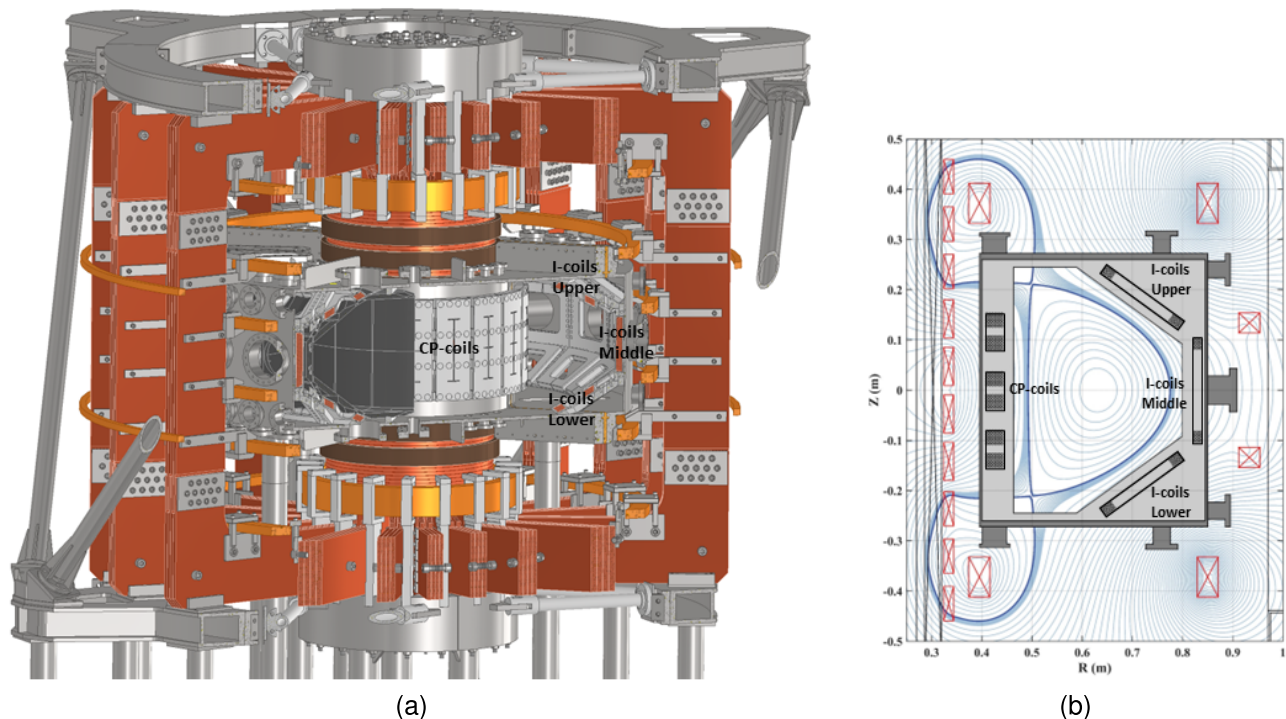 I-coils
Upper
I-coils
Middle
CP-coils
I-coils
Lower
(a)
0.5
0.4
0.3
0.2
0.1
0
-0.1
-0.2
-0.3
-0.4
-0.5
Z (m)
I-coils
Upper
CP-coils
I-coils
Middle
I-coils
Lower
0.3 0.4 0.5 0.6 0.7 0.8 0.9 1
R (m)
(b)